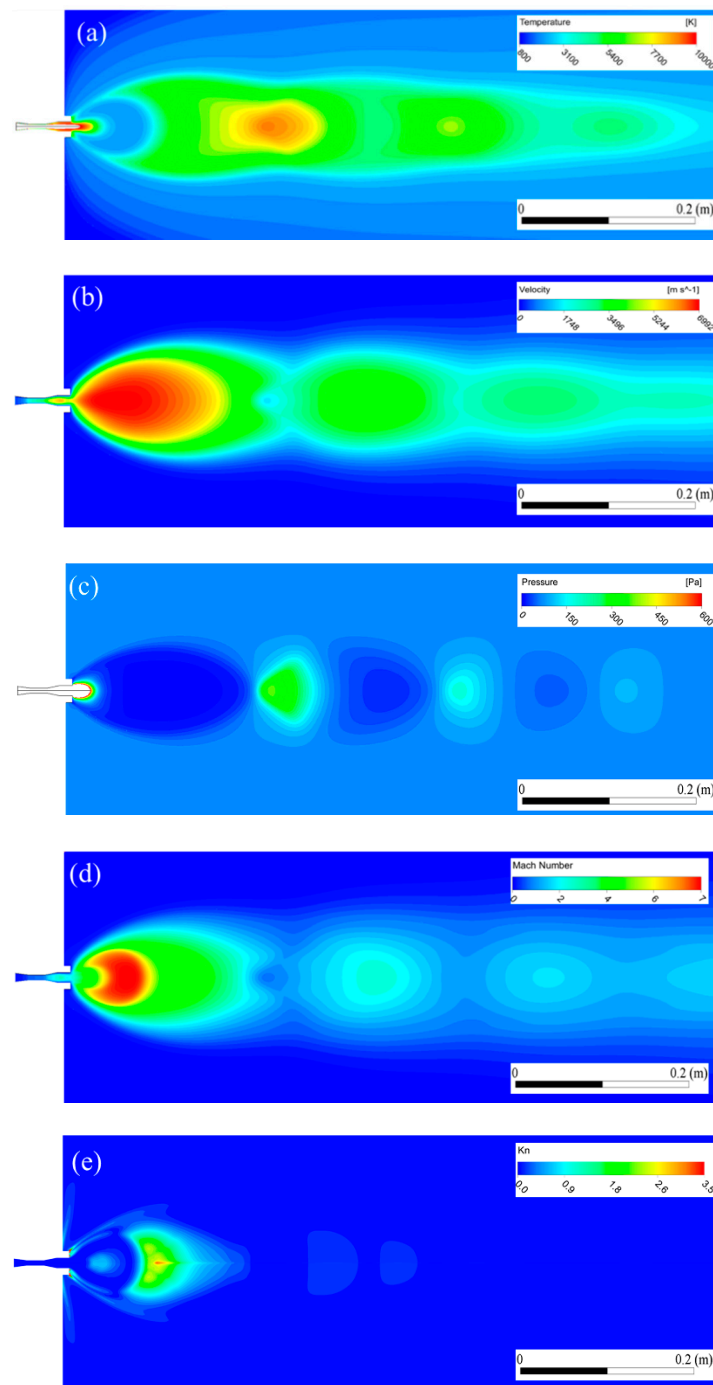 (a)
Temperature [K]
800 3100 5400 7700 10000
0 0.2 (m)
(b)
Velocity [m s^-1]
0 1748 3496 5244 6992
0 0.2 (m)
(c)
Pressure [Pa]
0 150 300 450 600
0 0.2 (m)
(d)
Mach Number
0 2 4 6 7
0 0.2 (m)
(e)
Kn
0.0 0.9 1.8 2.6 3.5
0 0.2 (m)